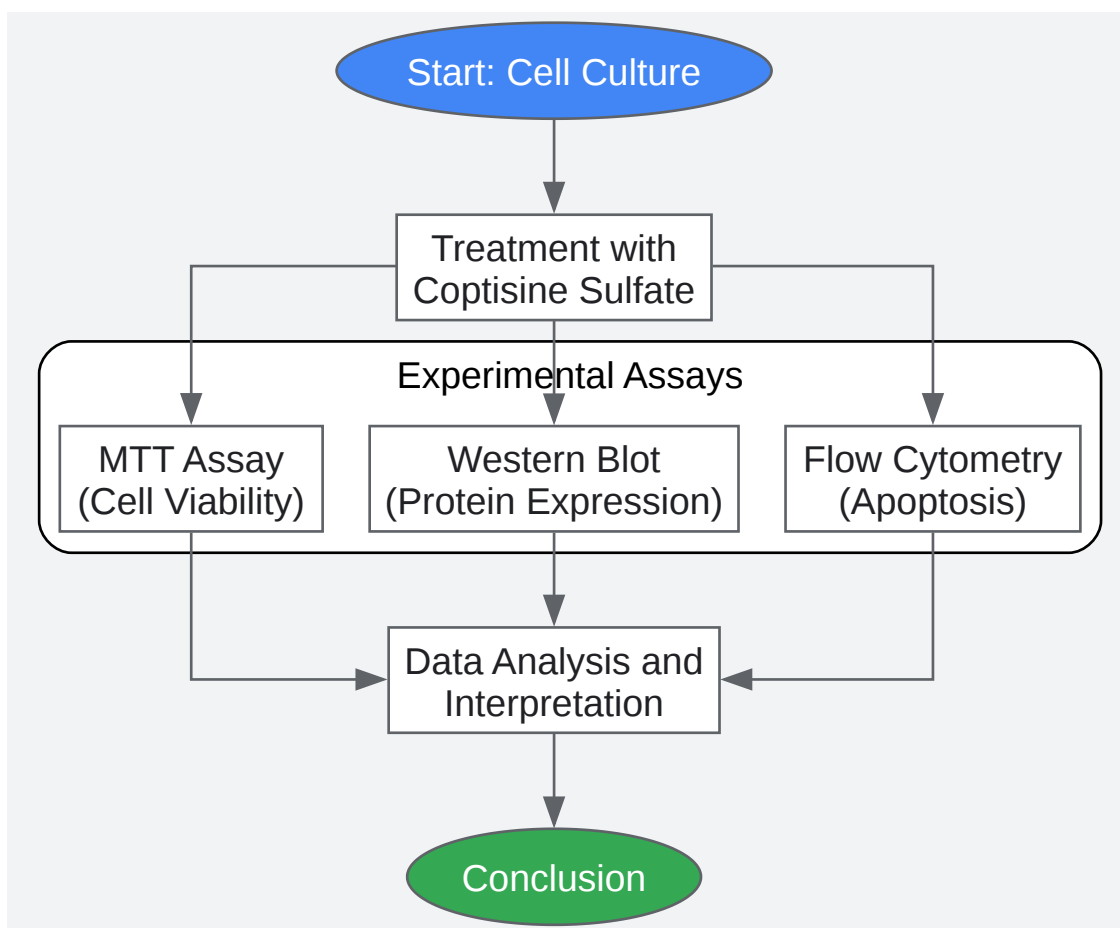 Start: Cell Culture
Treatment with
Coptisine Sulfate
Experimental Assays
MTT Assay
(Cell Viability)
Western Blot
(Protein Expression)
Flow Cytometry
(Apoptosis)
Data Analysis and
Interpretation
Conclusion